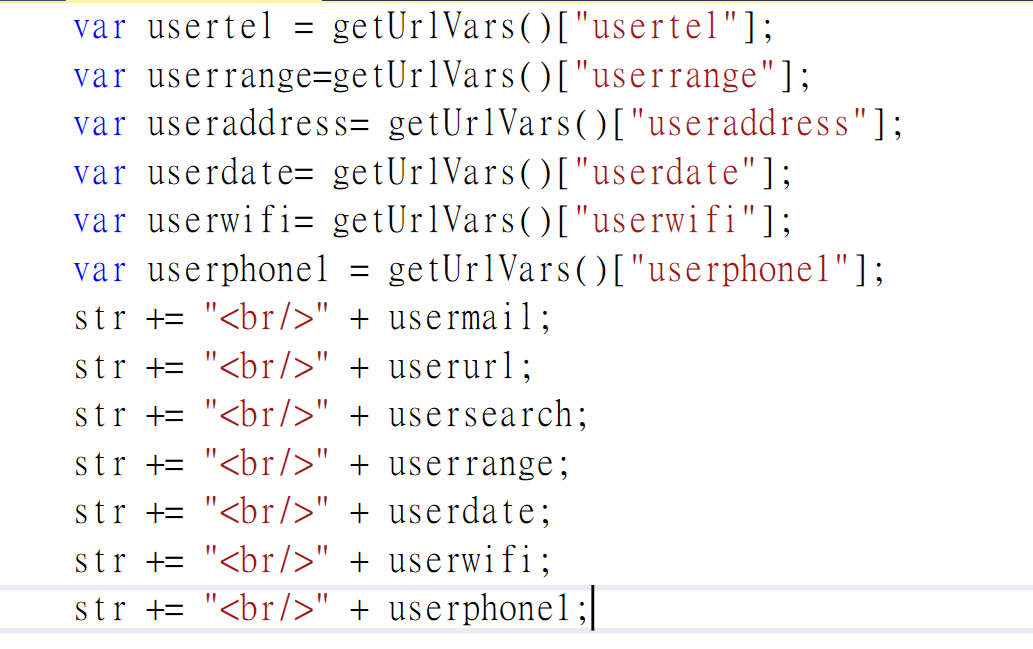 var usertel = getUrlVars()["usertel"];
var userrange=getUrlVars()["userrange"];
var useraddress= getUrlVars()["useraddress"];
var userdate= getUrlVars()["userdate"];
var userwifi= getUrlVars()["userwifi"];
var userphone1 = getUrlVars()["userphone1"];
str += "<br/>" + usermail;
str += "<br/>" + userurl;
str += "<br/>" + usersearch;
str += "<br/>" + userrange;
str += "<br/>" + userdate;
str += "<br/>" + userwifi;
str += "<br/>" + userphone1;